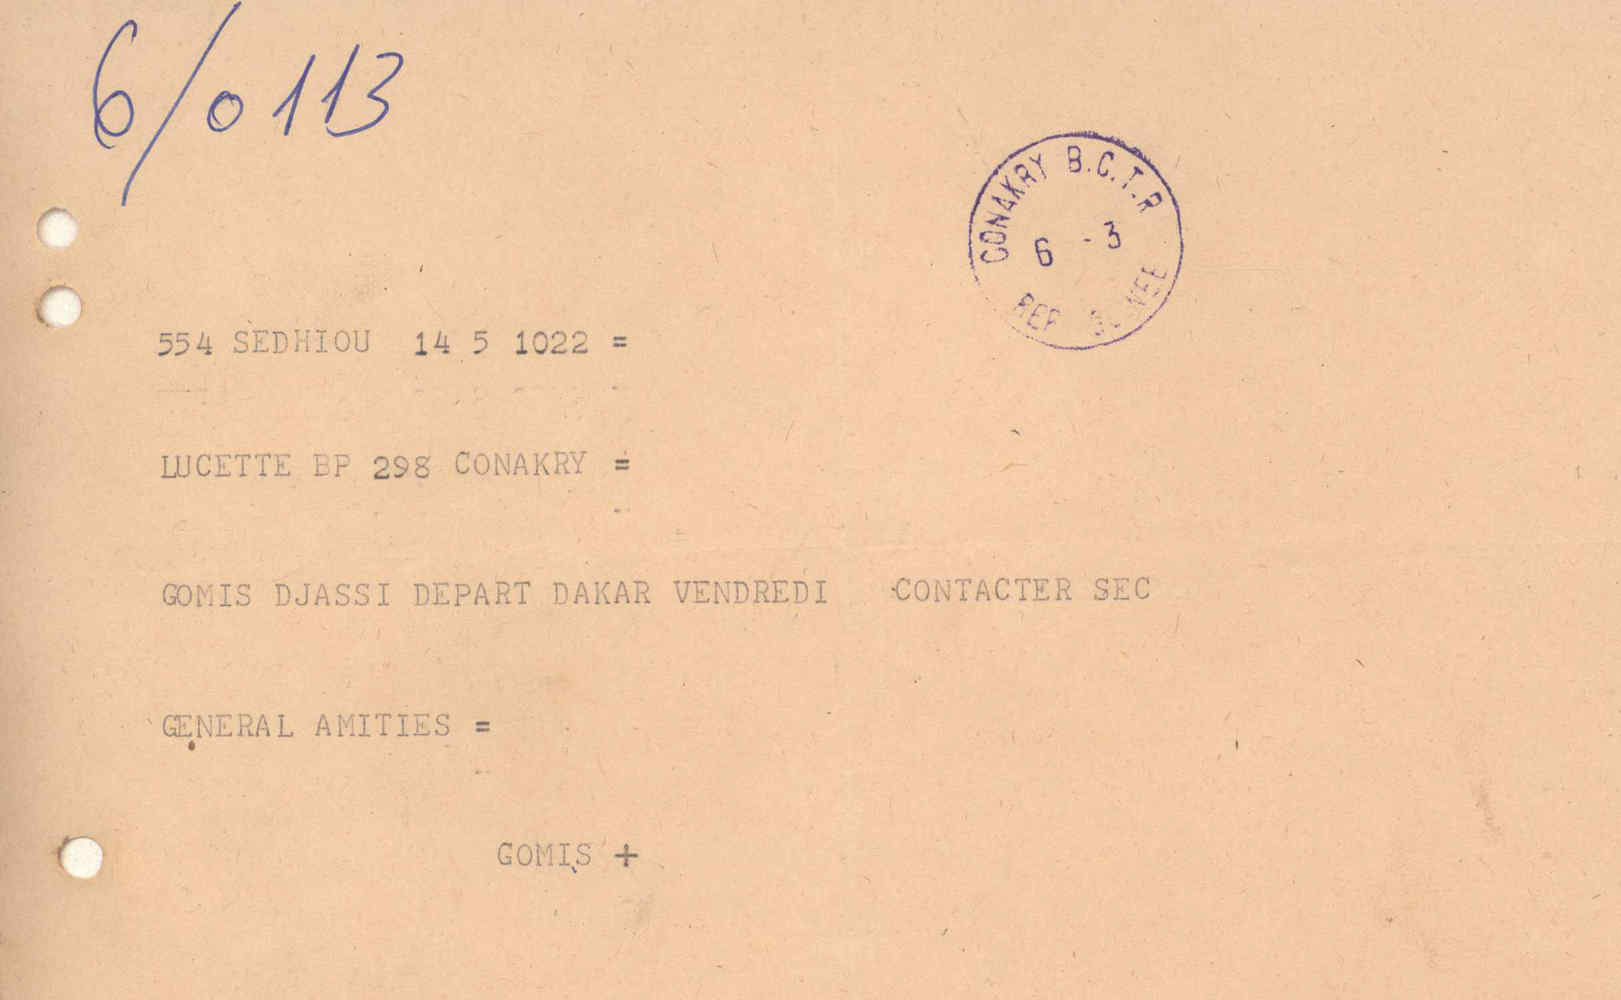 6/0113
CONAKRY B.C.T.R
6 - 3
REP
554 SEDHIOU 14 5 1022 =
LUCETTE BP 298 CONAKRY =
GOMIS DJASSI DEPART DAKAR VENDREDI CONTACTER SEC
GENERAL AMITIES =
GOMIS +